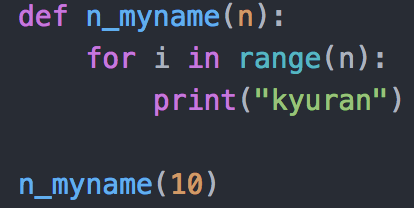 def n_myname(n):
    for i in range(n):
        print("kyuran")

n_myname(10)